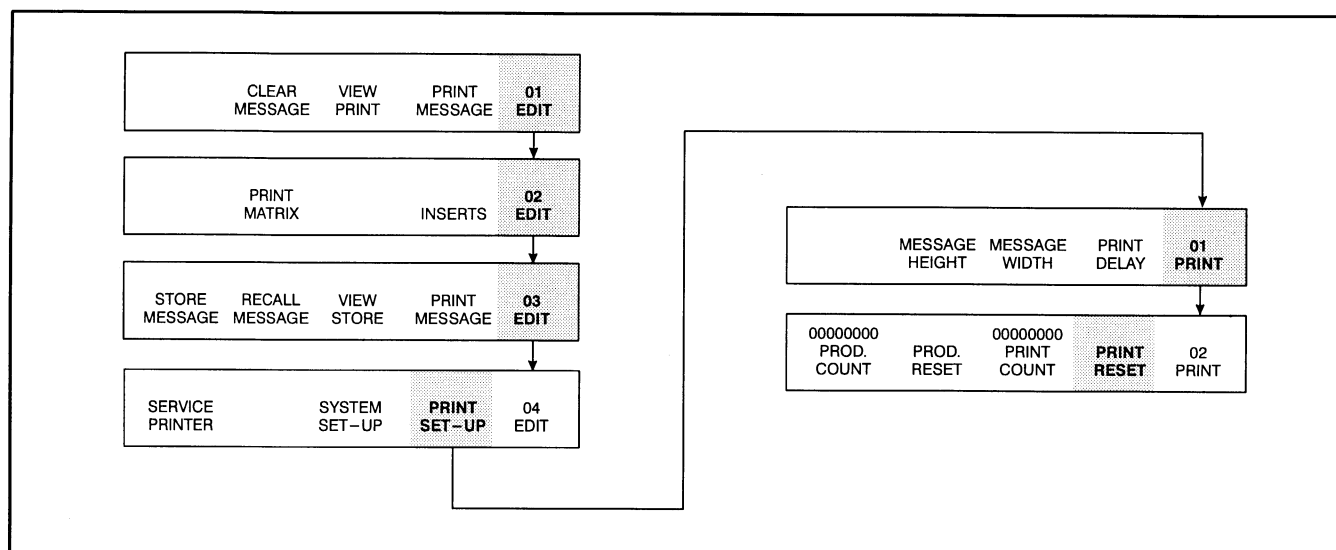 CLEAR VIEW PRINT 01
MESSAGE PRINT MESSAGE EDIT
PRINT 02
MATRIX INSERTS EDIT
STORE RECALL VIEW PRINT 03
MESSAGE MESSAGE STORE MESSAGE EDIT
SERVICE SYSTEM PRINT 04
PRINTER SET-UP SET-UP EDIT
MESSAGE MESSAGE PRINT 01
HEIGHT WIDTH DELAY PRINT
00000000 00000000
PROD. PROD. PRINT PRINT 02
COUNT RESET COUNT RESET PRINT